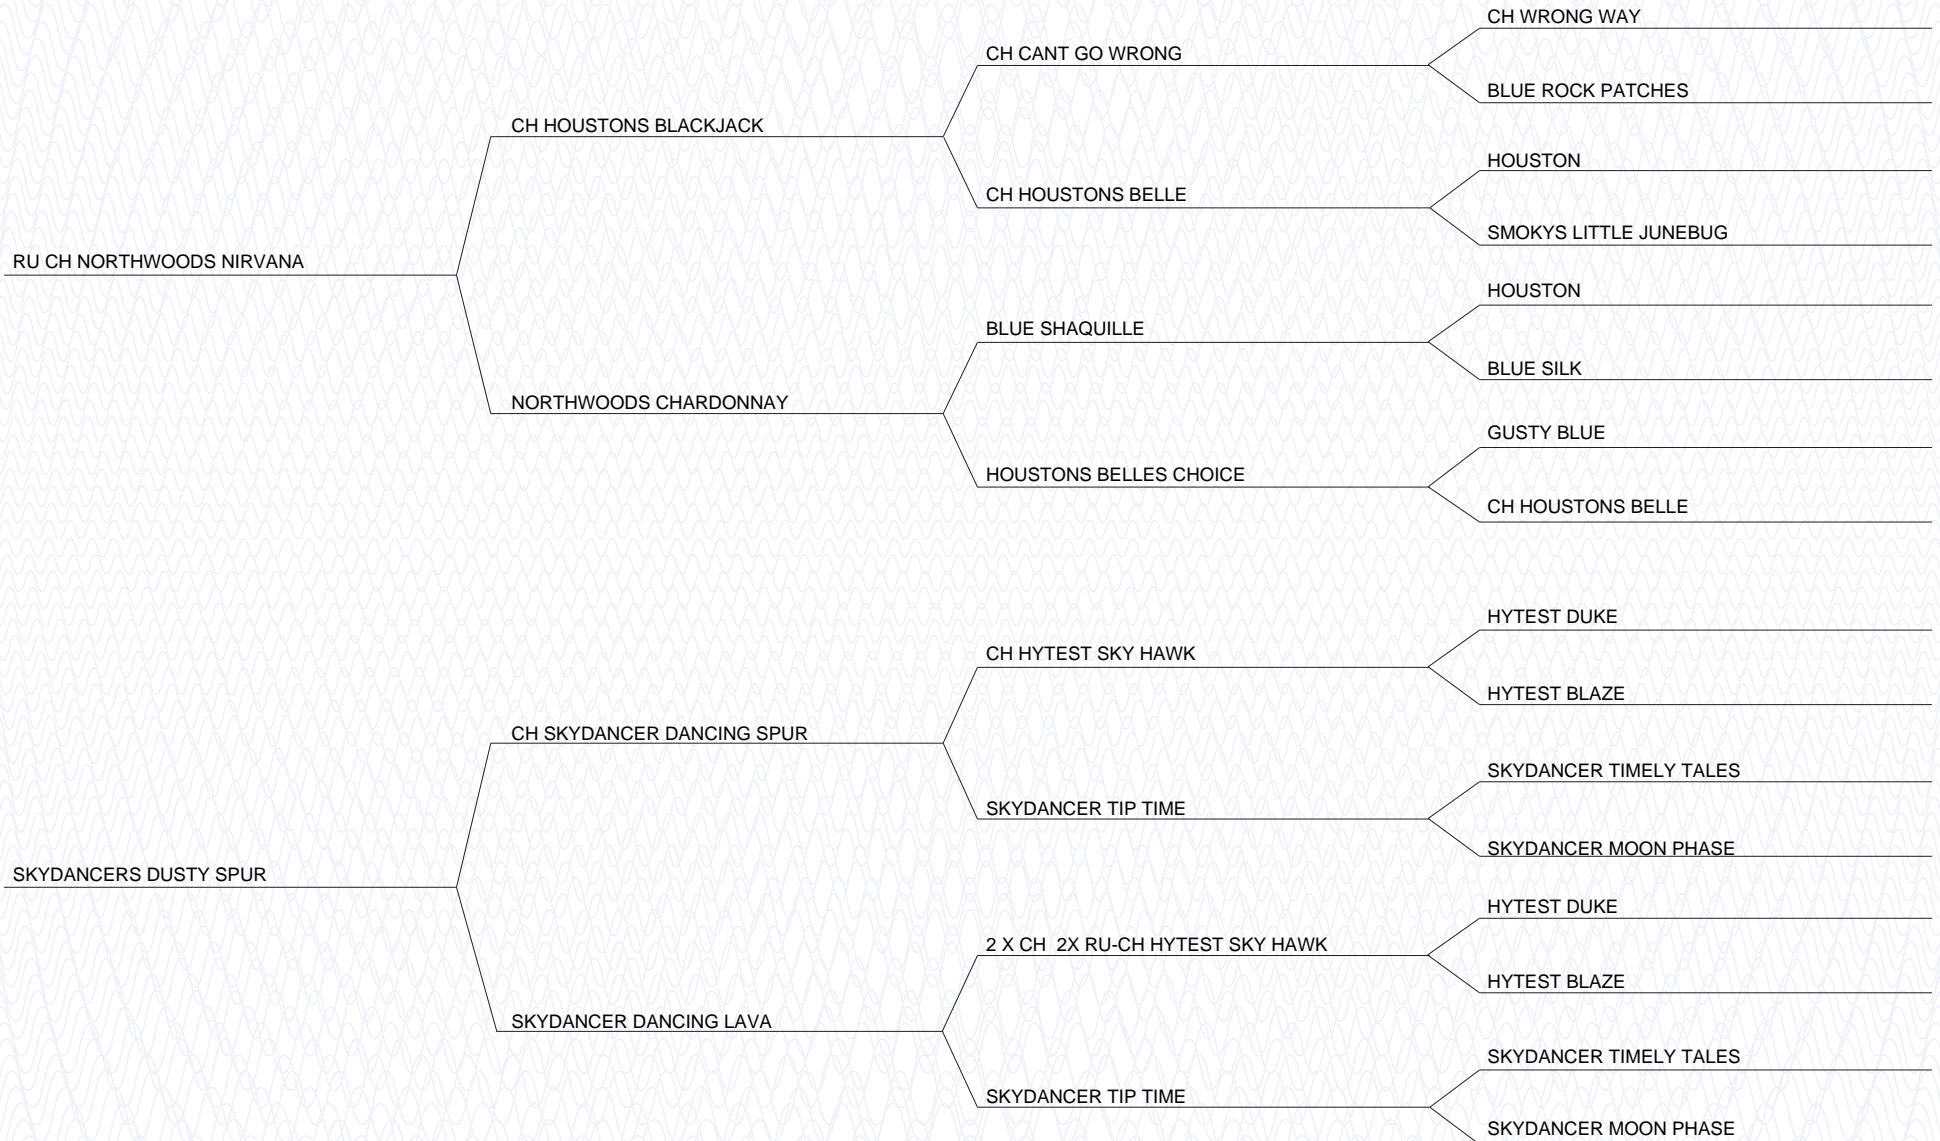 CH WRONG WAY
CH CANT GO WRONG
BLUE ROCK PATCHES
CH HOUSTONS BLACKJACK
HOUSTON
CH HOUSTONS BELLE
SMOKYS LITTLE JUNEBUG
RU CH NORTHWOODS NIRVANA
HOUSTON
BLUE SHAQUILLE
BLUE SILK
NORTHWOODS CHARDONNAY
GUSTY BLUE
HOUSTONS BELLES CHOICE
CH HOUSTONS BELLE
HYTEST DUKE
CH HYTEST SKY HAWK
HYTEST BLAZE
CH SKYDANCER DANCING SPUR
SKYDANCER TIMELY TALES
SKYDANCER TIP TIME
SKYDANCER MOON PHASE
SKYDANCERS DUSTY SPUR
HYTEST DUKE
2 X CH  2X RU-CH HYTEST SKY HAWK
HYTEST BLAZE
SKYDANCER DANCING LAVA
SKYDANCER TIMELY TALES
SKYDANCER TIP TIME
SKYDANCER MOON PHASE